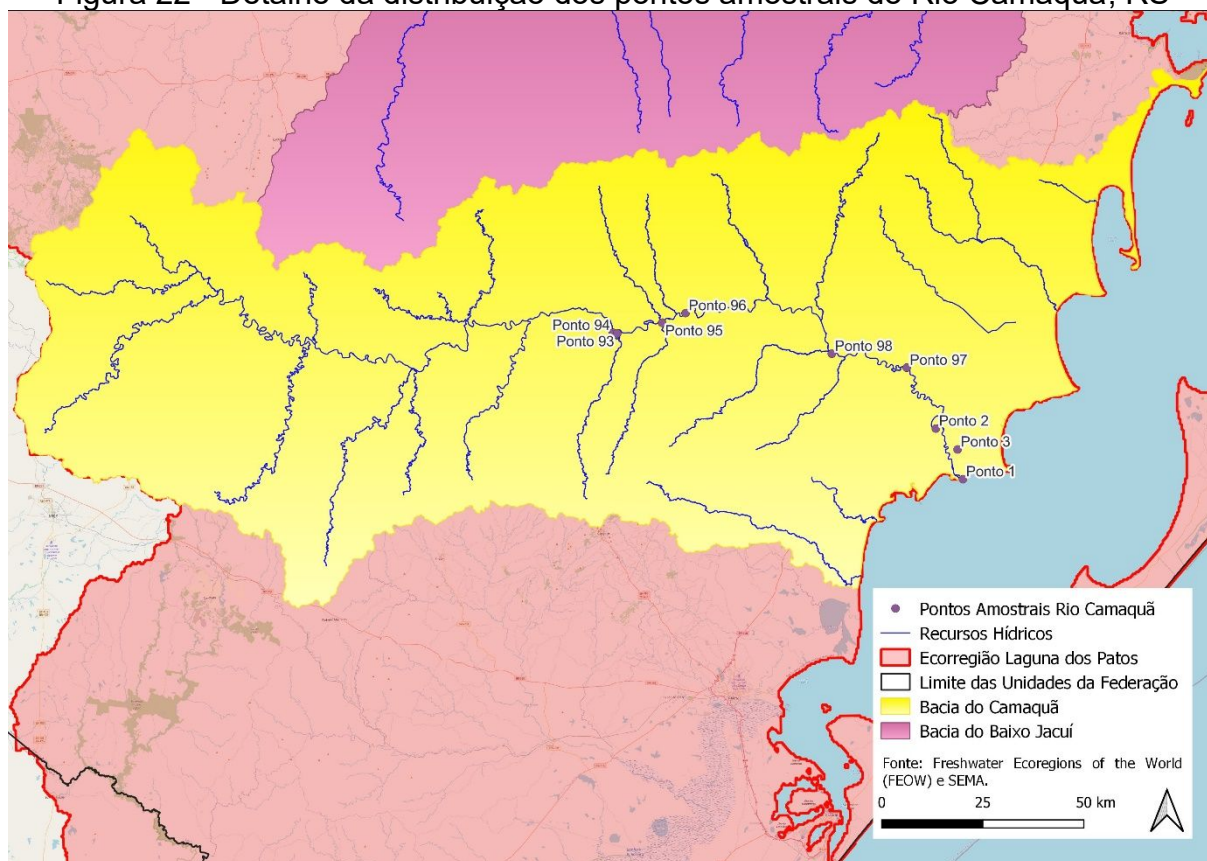 Figura 22 - Detalhe da distribuição dos pontos amostrais do Rio Camaquã, RS
Ponto 96
Ponto 94
Ponto 95
Ponto 93
Ponto 98
Ponto 97
Ponto 2
Ponto 3
Ponto 1
Pontos Amostrais Rio Camaquã
Recursos Hídricos
Ecorregião Laguna dos Patos
Limite das Unidades da Federação
Bacia do Camaquã
Bacia do Baixo Jacuí
Fonte: Freshwater Ecoregions of the World
(FEOW) e SEMA.
0 25 50 km